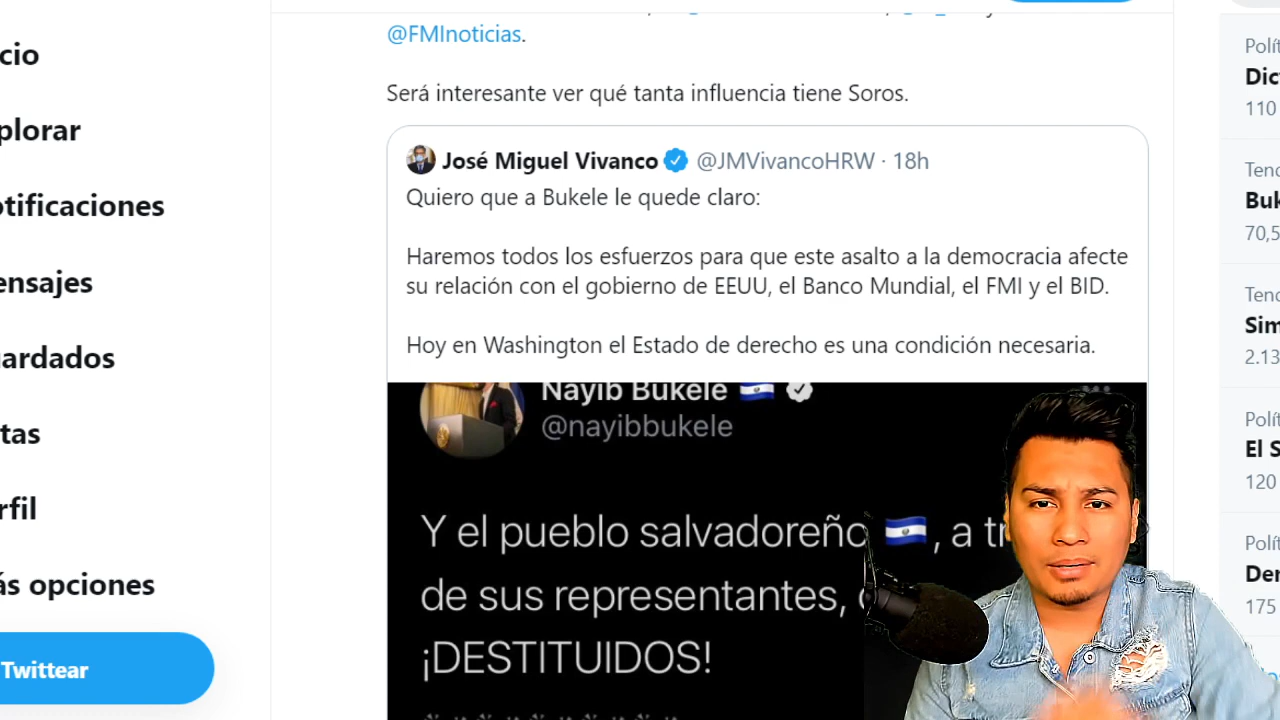 @FMInoticias.
Será interesante ver qué tanta influencia tiene Soros.
José Miguel Vivanco @JMVivancoHRW · 18h
Quiero que a Bukele le quede claro:
Haremos todos los esfuerzos para que este asalto a la democracia afecte
su relación con el gobierno de EEUU, el Banco Mundial, el FMI y el BID.
Hoy en Washington el Estado de derecho es una condición necesaria.
Nayib Bukele
@nayibbukele
Y el pueblo salvadoreño , a tr
de sus representantes,
¡DESTITUIDOS!
cio
plorar
otificaciones
ensajes
uardados
tas
rfil
ás opciones
Twittear
Polít
Dic
110
Tend
Buk
70,5
Tend
Sim
2.13
Polít
El S
120
Polít
Der
175